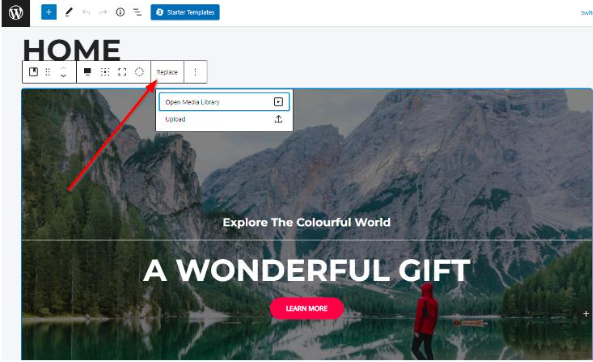 Starter Templates
Swit
HOME
Replace
Open Media Library
Upload
Explore The Colourful World
A WONDERFUL GIFT
LEARN MORE